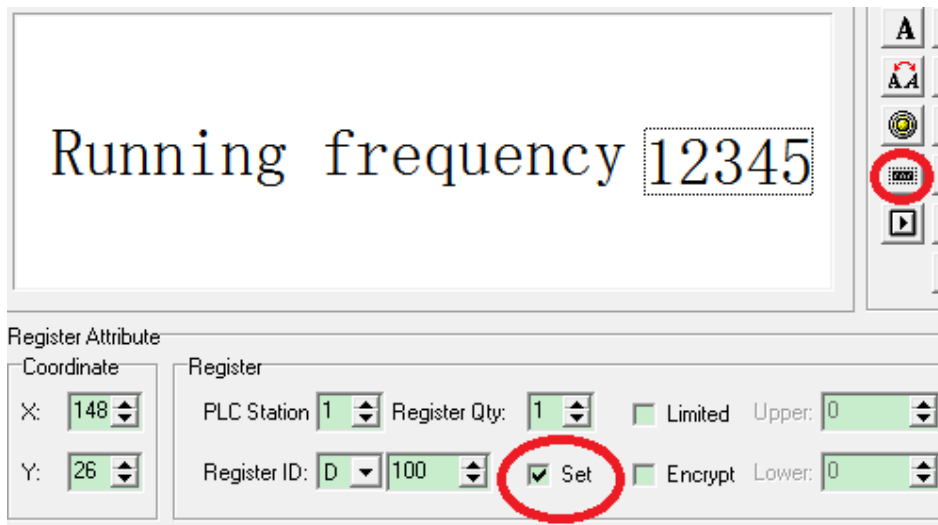 A
AA
Running frequency 12345
Register Attribute
Coordinate
Register
X: 148
PLC Station 1 Register Qty: 1 Limited Upper: 0
Y: 26
Register ID: D 100 Set Encrypt Lower: 0